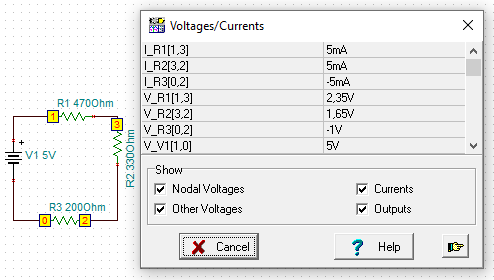 Voltages/Currents
I_R1[1,3] 5mA
I_R2[3,2] 5mA
I_R3[0,2] -5mA
V_R1[1,3] 2,35V
V_R2[3,2] 1,65V
V_R3[0,2] -1V
V_V1[1,0] 5V
Show
Nodal Voltages Currents
Other Voltages Outputs
Cancel ? Help
R1 470Ohm
1
3
+
V1 5V
R2 330Ohm
R3 200Ohm
0 2